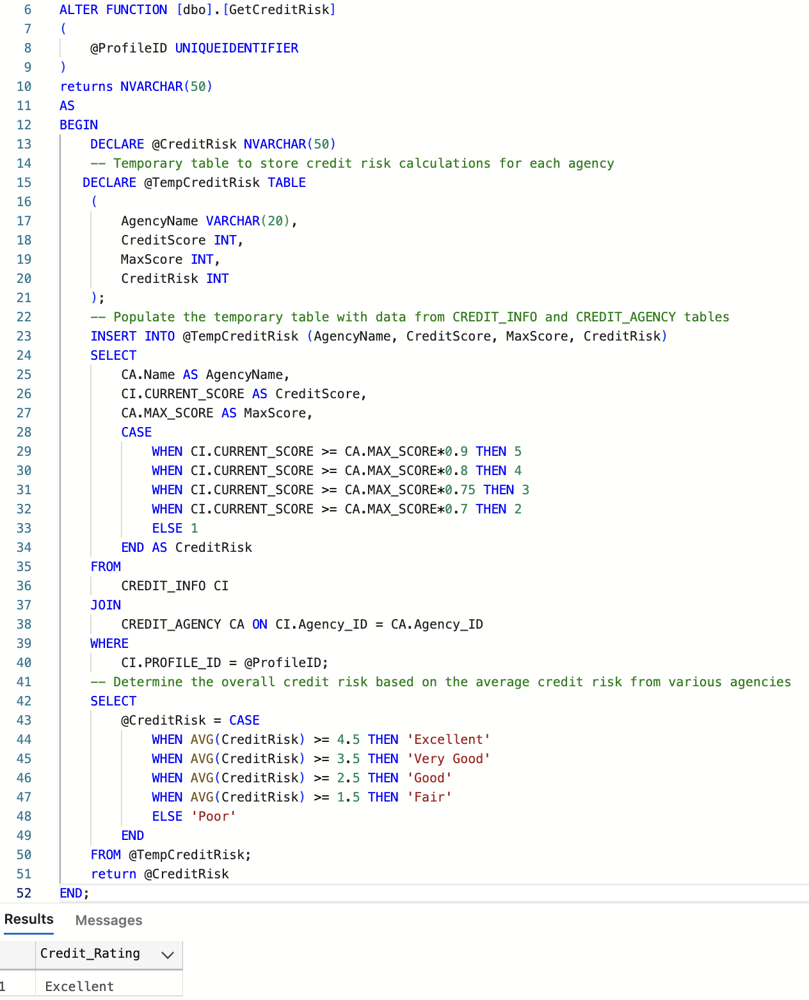 6 ALTER FUNCTION [dbo].[GetCreditRisk]
7 (
8 @ProfileID UNIQUEIDENTIFIER
9 )
10 returns NVARCHAR(50)
11 AS
12 BEGIN
13 DECLARE @CreditRisk NVARCHAR(50)
14 -- Temporary table to store credit risk calculations for each agency
15 DECLARE @TempCreditRisk TABLE
16 (
17 AgencyName VARCHAR(20),
18 CreditScore INT,
19 MaxScore INT,
20 CreditRisk INT
21 );
22 -- Populate the temporary table with data from CREDIT_INFO and CREDIT_AGENCY tables
23 INSERT INTO @TempCreditRisk (AgencyName, CreditScore, MaxScore, CreditRisk)
24 SELECT
25 CA.Name AS AgencyName,
26 CI.CURRENT_SCORE AS CreditScore,
27 CA.MAX_SCORE AS MaxScore,
28 CASE
29 WHEN CI.CURRENT_SCORE >= CA.MAX_SCORE*0.9 THEN 5
30 WHEN CI.CURRENT_SCORE >= CA.MAX_SCORE*0.8 THEN 4
31 WHEN CI.CURRENT_SCORE >= CA.MAX_SCORE*0.75 THEN 3
32 WHEN CI.CURRENT_SCORE >= CA.MAX_SCORE*0.7 THEN 2
33 ELSE 1
34 END AS CreditRisk
35 FROM
36 CREDIT_INFO CI
37 JOIN
38 CREDIT_AGENCY CA ON CI.Agency_ID = CA.Agency_ID
39 WHERE
40 CI.PROFILE_ID = @ProfileID;
41 -- Determine the overall credit risk based on the average credit risk from various agencies
42 SELECT
43 @CreditRisk = CASE
44 WHEN AVG(CreditRisk) >= 4.5 THEN 'Excellent'
45 WHEN AVG(CreditRisk) >= 3.5 THEN 'Very Good'
46 WHEN AVG(CreditRisk) >= 2.5 THEN 'Good'
47 WHEN AVG(CreditRisk) >= 1.5 THEN 'Fair'
48 ELSE 'Poor'
49 END
50 FROM @TempCreditRisk;
51 return @CreditRisk
52 END;
Results Messages
Credit_Rating
1 Excellent